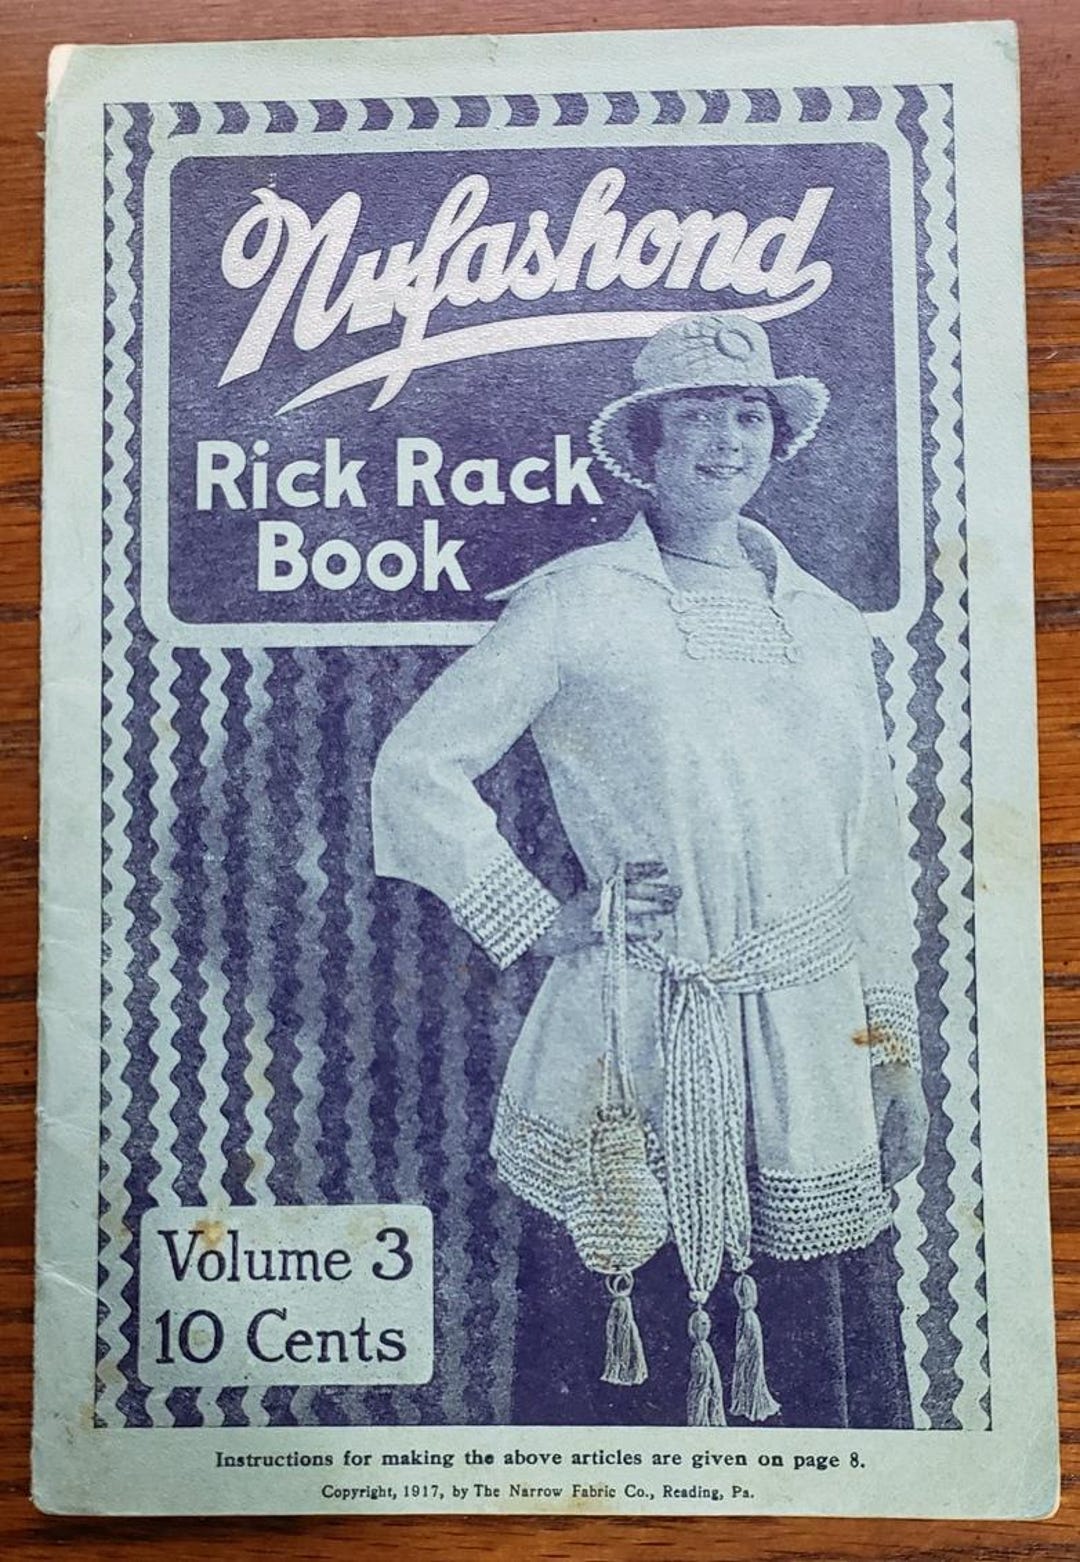 Nufashond
Rick Rack
Book
Volume 3
10 Cents
Instructions for making the above articles are given on page 8.
Copyright, 1917, by The Narrow Fabric Co., Reading, Pa.